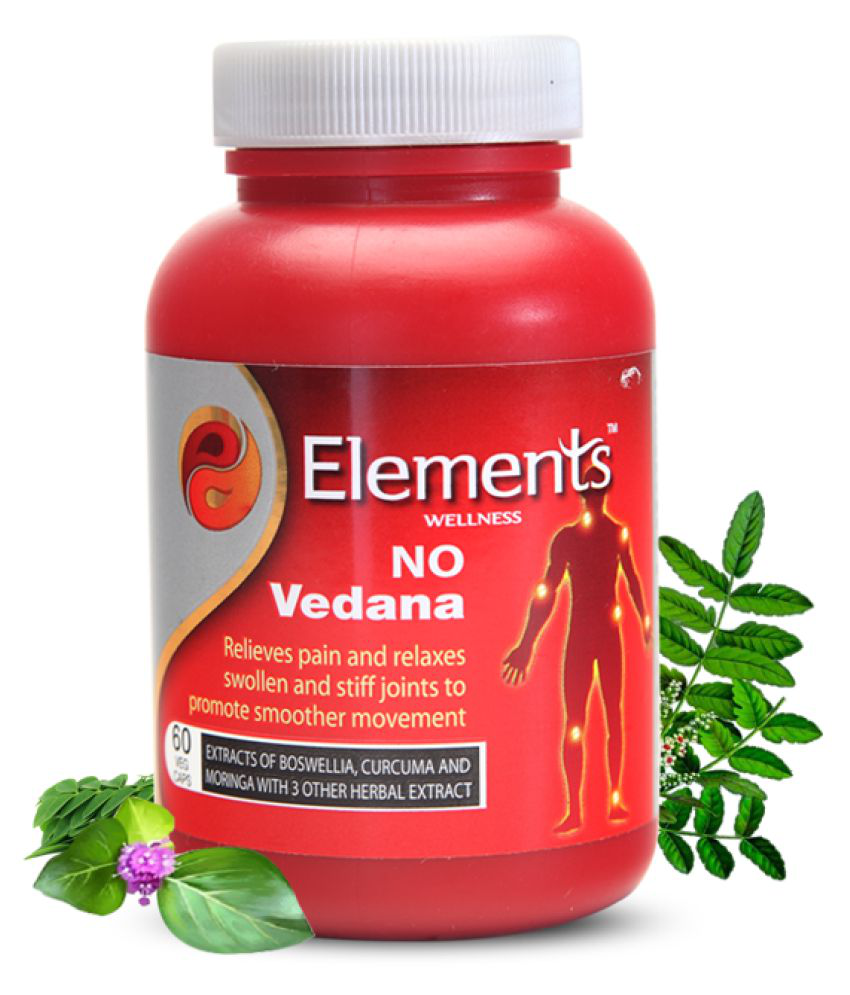 Elements™
WELLNESS
NO
Vedana
Relieves pain and relaxes
swollen and stiff joints to
promote smoother movement
60
VEG
CAPS
EXTRACTS OF BOSWELLIA, CURCUMA AND
MORINGA WITH 3 OTHER HERBAL EXTRACT